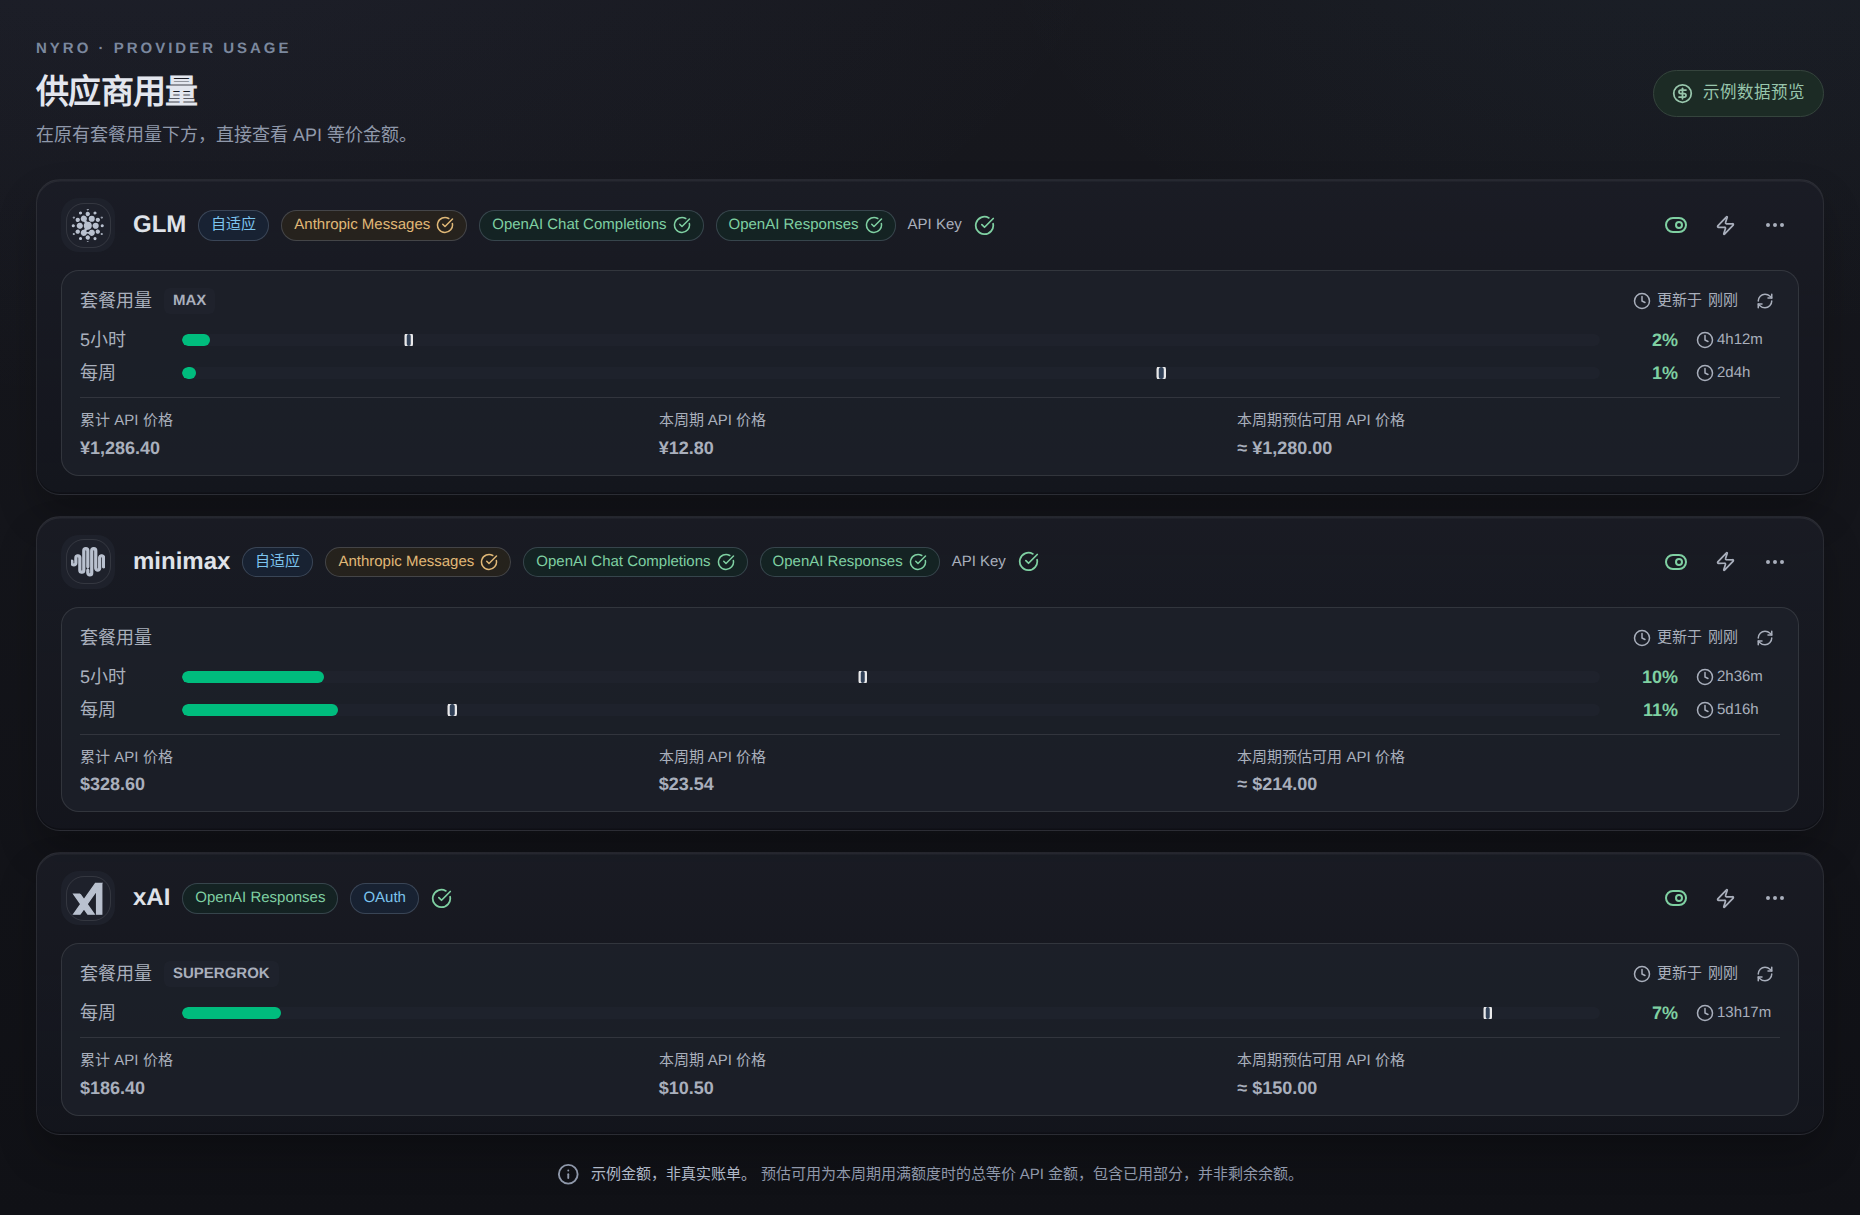 NYRO · PROVIDER USAGE
供应商用量
在原有套餐用量下方，直接查看 API 等价金额。
示例数据预览
GLM 自适应 Anthropic Messages OpenAI Chat Completions OpenAI Responses API Key
套餐用量 MAX 更新于 刚刚
5小时 2% 4h12m
每周 1% 2d4h
累计 API 价格 本周期 API 价格 本周期预估可用 API 价格
¥1,286.40 ¥12.80 ≈ ¥1,280.00
minimax 自适应 Anthropic Messages OpenAI Chat Completions OpenAI Responses API Key
套餐用量 更新于 刚刚
5小时 10% 2h36m
每周 11% 5d16h
累计 API 价格 本周期 API 价格 本周期预估可用 API 价格
$328.60 $23.54 ≈ $214.00
xAI OpenAI Responses OAuth
套餐用量 SUPERGROK 更新于 刚刚
每周 7% 13h17m
累计 API 价格 本周期 API 价格 本周期预估可用 API 价格
$186.40 $10.50 ≈ $150.00
示例金额，非真实账单。 预估可用为本周期用满额度时的总等价 API 金额，包含已用部分，并非剩余余额。